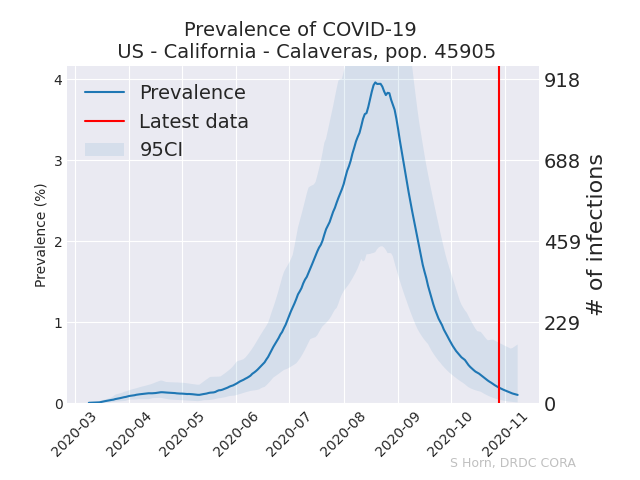 Prevalence of COVID-19
US - California - Calaveras, pop. 45905
Prevalence
Latest data
95CI
Prevalence (%)
4
3
2
1
0
918
688
459
229
0
# of infections
2020-03
2020-04
2020-05
2020-06
2020-07
2020-08
2020-09
2020-10
2020-11
S Horn, DRDC CORA